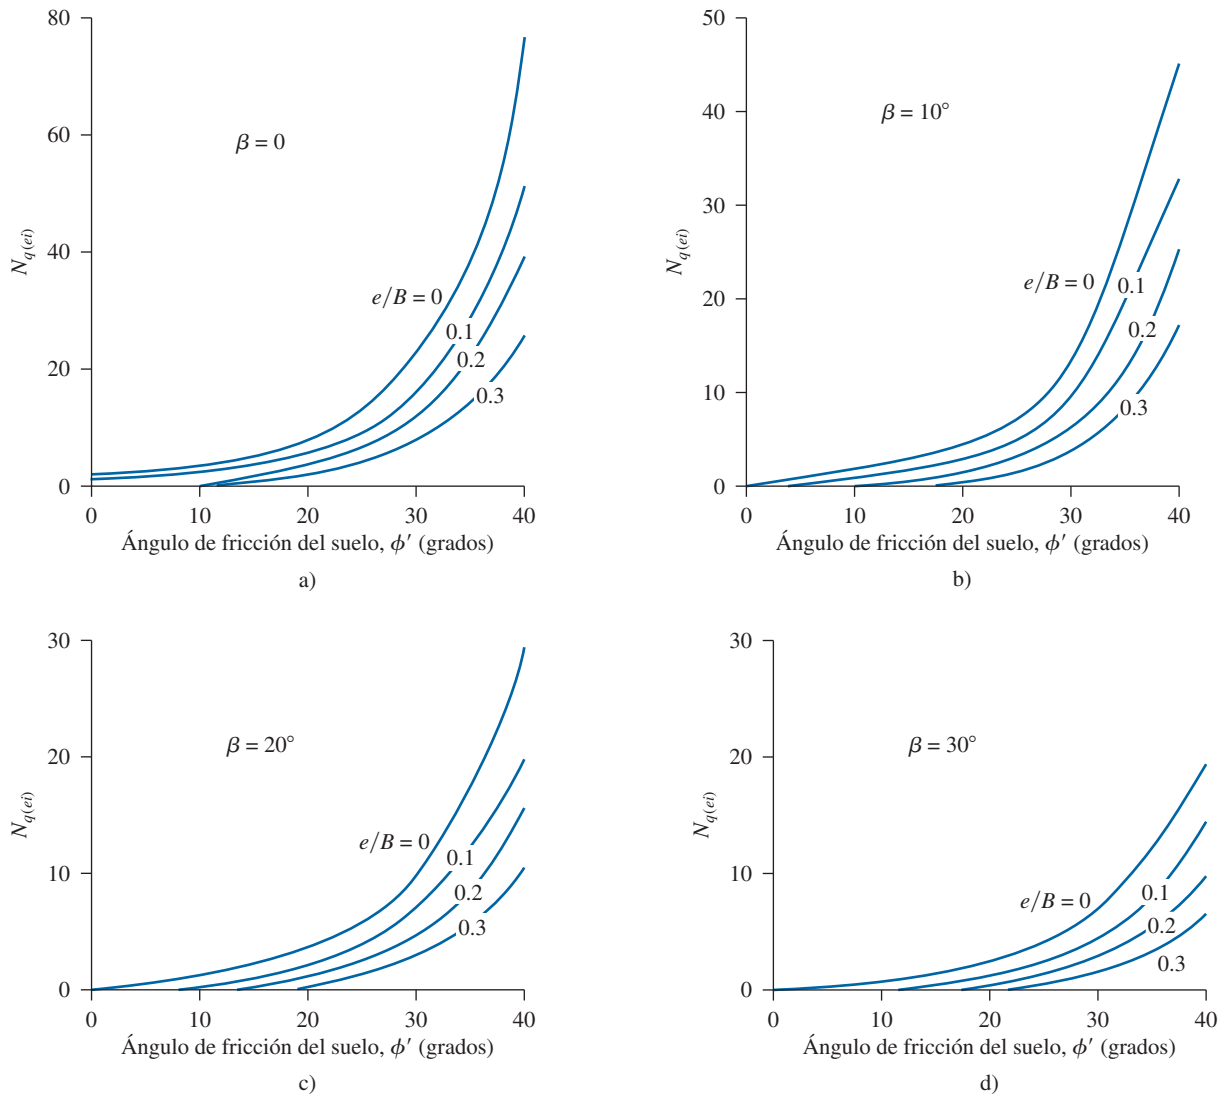 80
60
40
20
0
N q(ei)
β = 0
e/B = 0
0.1
0.2
0.3
0 10 20 30 40
Ángulo de fricción del suelo, ϕ′ (grados)
a)
50
40
30
20
10
0
N q(ei)
β = 10°
e/B = 0
0.1
0.2
0.3
0 10 20 30 40
Ángulo de fricción del suelo, ϕ′ (grados)
b)
30
20
10
0
N q(ei)
β = 20°
e/B = 0
0.1
0.2
0.3
0 10 20 30 40
Ángulo de fricción del suelo, ϕ′ (grados)
c)
30
20
10
0
N q(ei)
β = 30°
e/B = 0
0.1
0.2
0.3
0 10 20 30 40
Ángulo de fricción del suelo, ϕ′ (grados)
d)